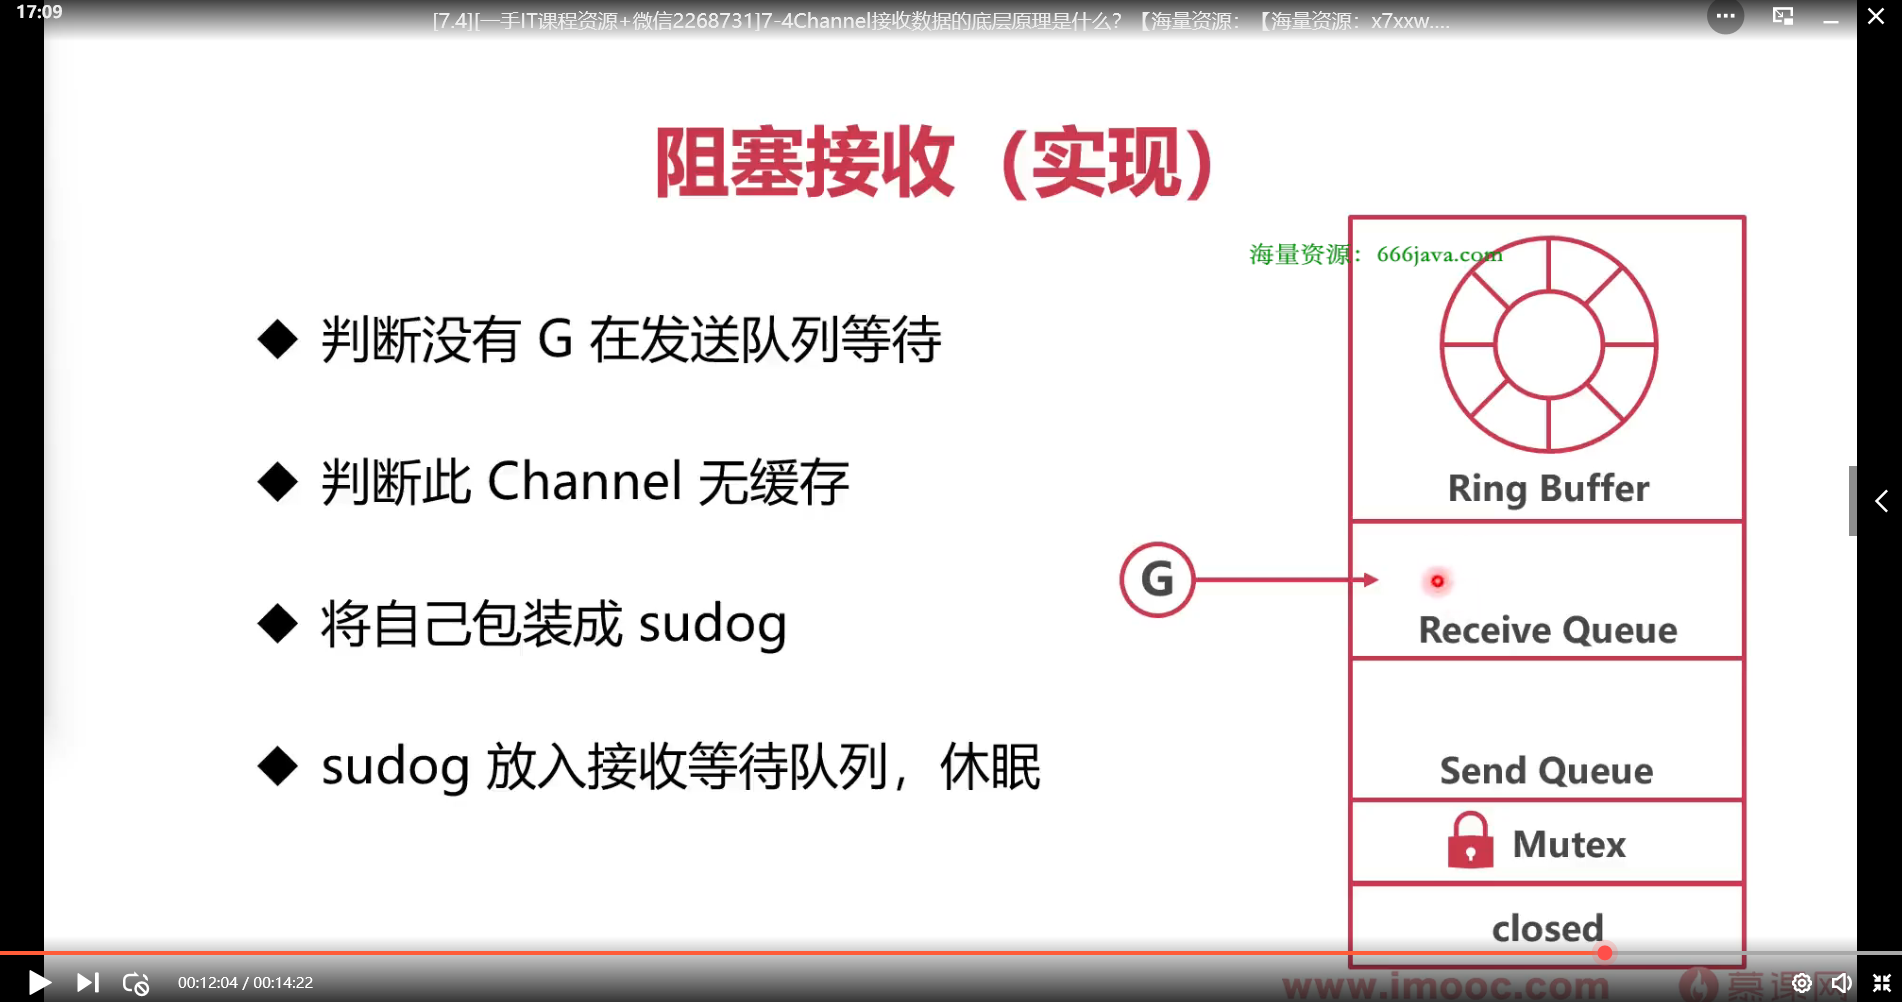 17:09
[7.4][一手IT课程资源+微信2268731]7-4Channel接收数据的底层原理是什么？【海量资源：【海量资源：x7xxw....
阻塞接收（实现）
海量资源：666java.com
◆ 判断没有 G 在发送队列等待
◆ 判断此 Channel 无缓存
◆ 将自己包装成 sudog
◆ sudog 放入接收等待队列，休眠
Ring Buffer
G
Receive Queue
Send Queue
Mutex
closed
00:12:04 / 00:14:22
www.imooc.com 慕课网